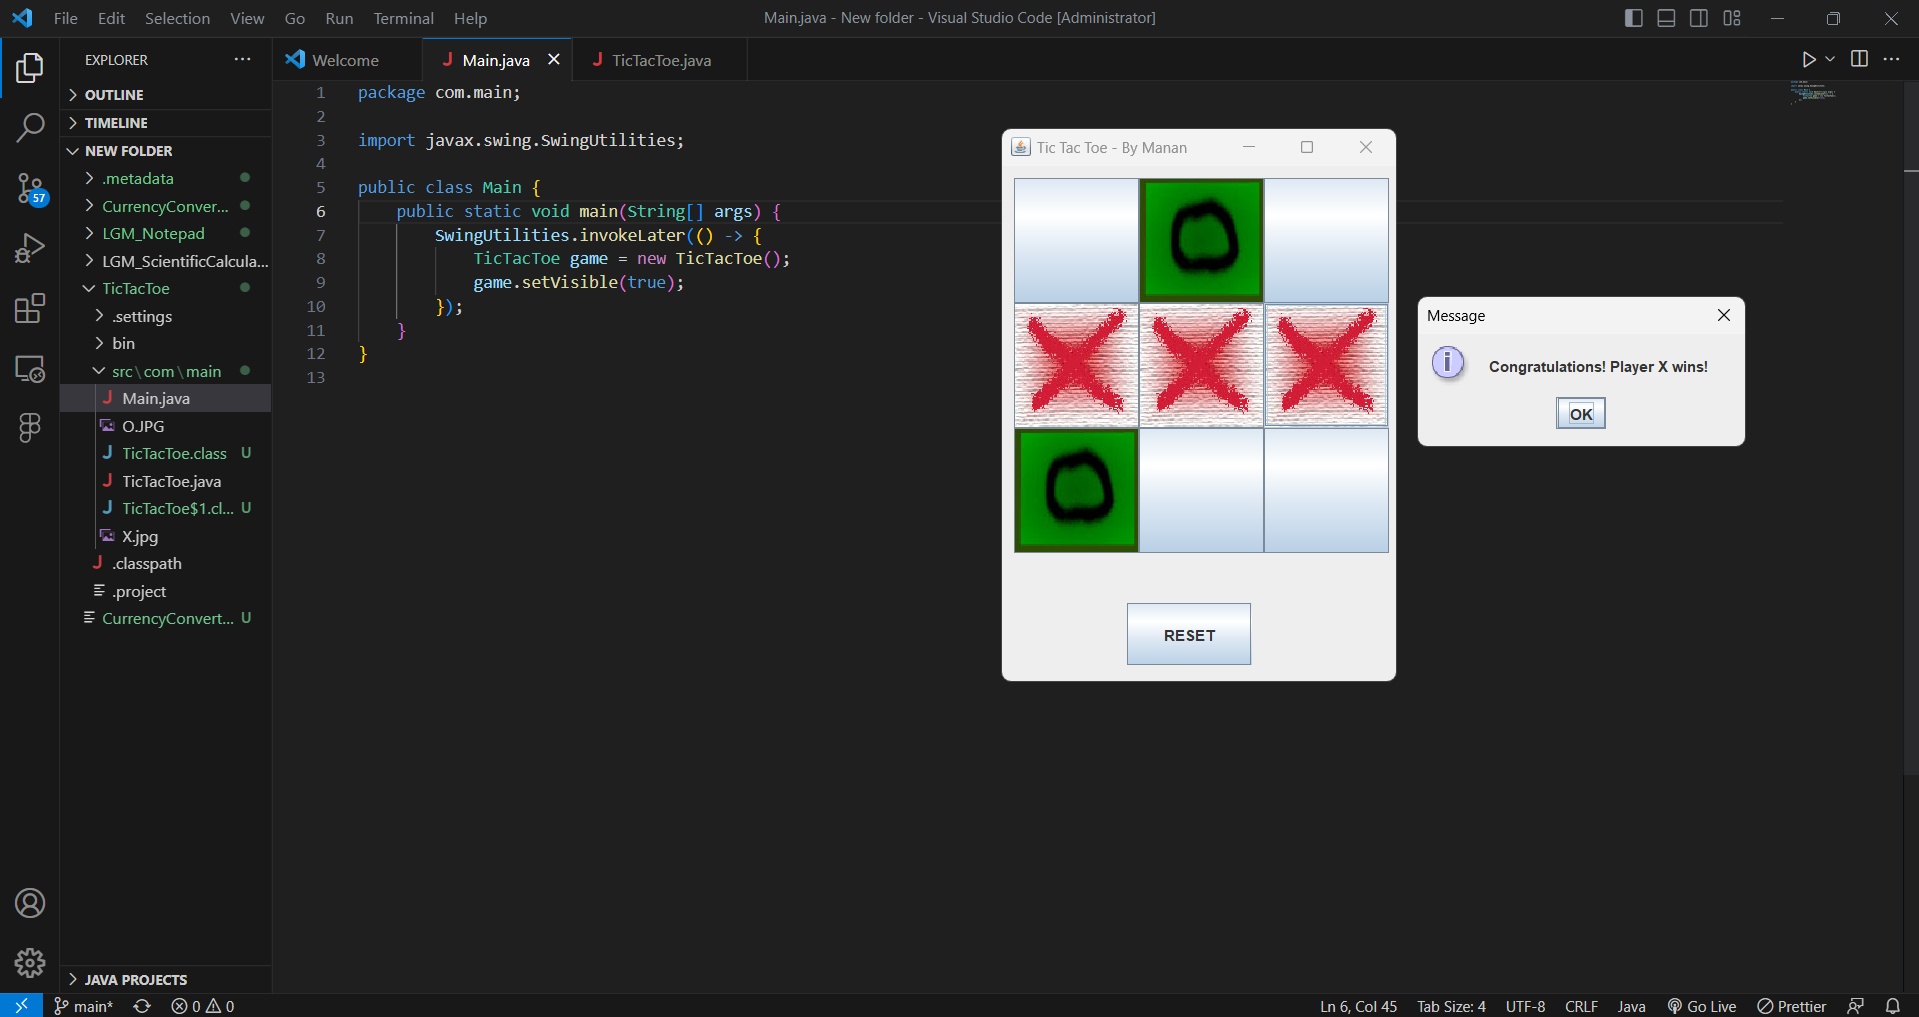 File Edit Selection View Go Run Terminal Help
Main.java - New folder - Visual Studio Code [Administrator]
EXPLORER
OUTLINE
TIMELINE
NEW FOLDER
.metadata
CurrencyConver...
LGM_Notepad
LGM_ScientificCalcula...
TicTacToe
.settings
bin
src\com\main
Main.java
O.JPG
TicTacToe.class U
TicTacToe.java
TicTacToe$1.cl... U
X.jpg
.classpath
.project
CurrencyConvert... U
JAVA PROJECTS
57
Welcome Main.java TicTacToe.java
1 package com.main;
2
3 import javax.swing.SwingUtilities;
4
5 public class Main {
6 public static void main(String[] args) {
7 SwingUtilities.invokeLater(() -> {
8 TicTacToe game = new TicTacToe();
9 game.setVisible(true);
10 });
11 }
12 }
13
Tic Tac Toe - By Manan
RESET
Message
Congratulations! Player X wins!
OK
main* 0 0
Ln 6, Col 45 Tab Size: 4 UTF-8 CRLF Java Go Live Prettier